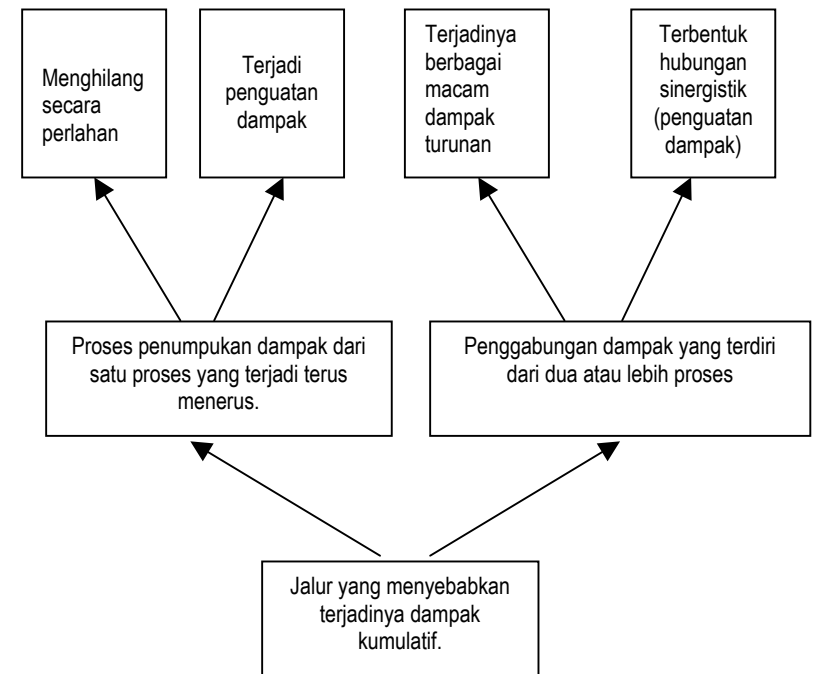 Menghilang
secara
perlahan
Terjadi
penguatan
dampak
Terjadinya
berbagai
macam
dampak
turunan
Terbentuk
hubungan
sinergistik
(penguatan
dampak)
Proses penumpukan dampak dari
satu proses yang terjadi terus
menerus.
Penggabungan dampak yang terdiri
dari dua atau lebih proses
Jalur yang menyebabkan
terjadinya dampak
kumulatif.